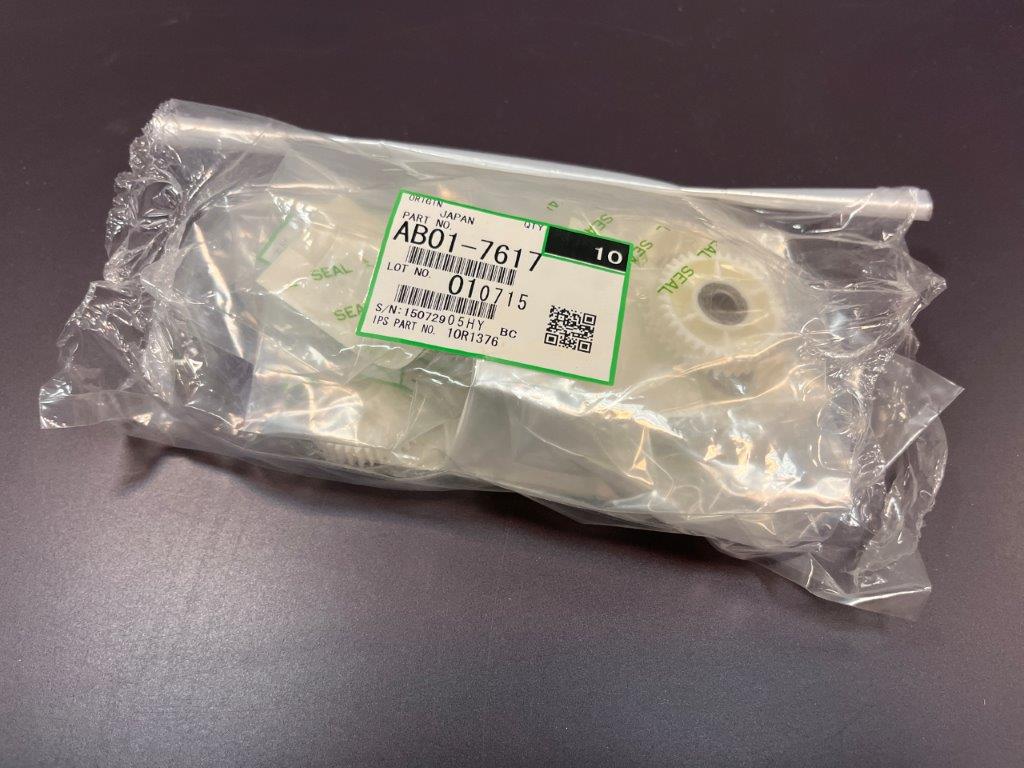 ORIGIN
JAPAN
PART NO. QTY
AB01-7617 10
LOT NO.
010715
S/N:15072905HY BC
IPS PART NO. 10R1376
SEAL
SEAL
SEAL
SEAL